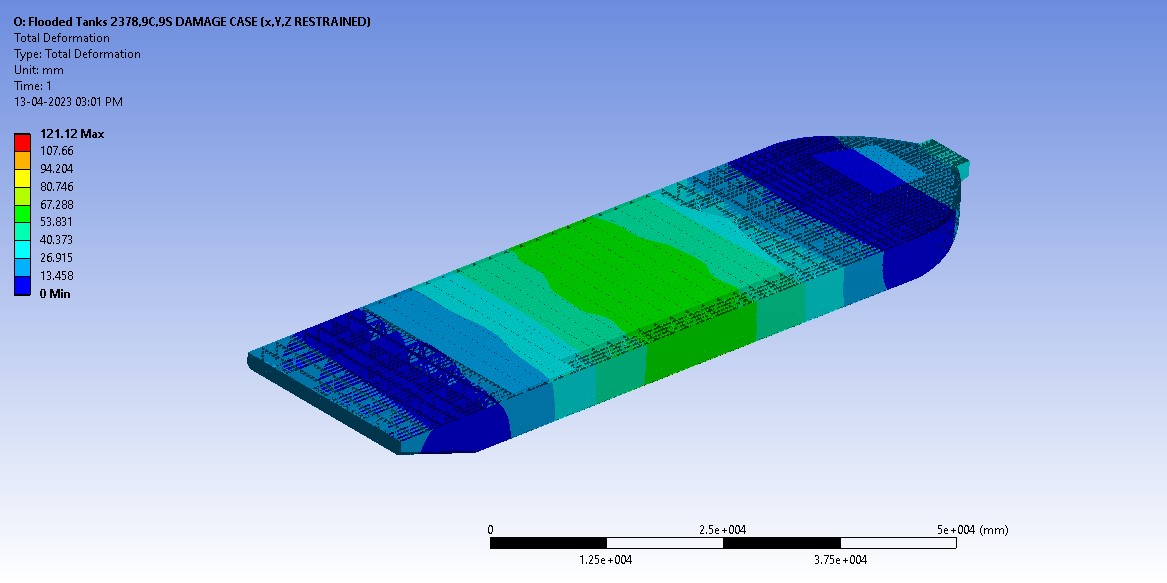 O: Flooded Tanks 2378,9C,9S DAMAGE CASE (x,Y,Z RESTRAINED)
Total Deformation
Type: Total Deformation
Unit: mm
Time: 1
13-04-2023 03:01 PM
121.12 Max
107.66
94.204
80.746
67.288
53.831
40.373
26.915
13.458
0 Min
0 2.5e+004 5e+004 (mm)
1.25e+004 3.75e+004